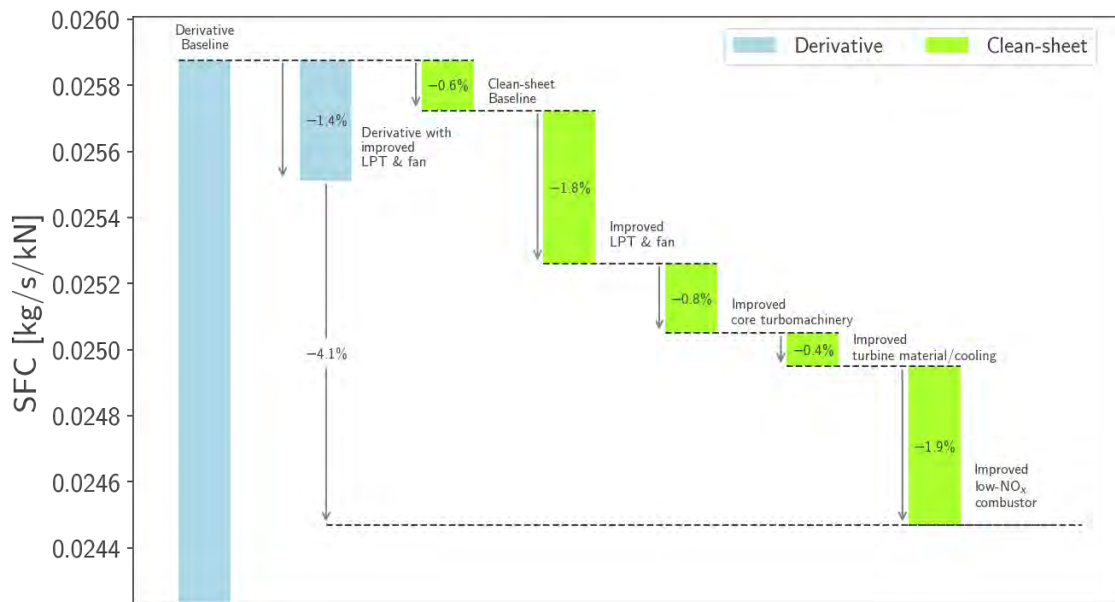 0.0260
0.0258
0.0256
0.0254
0.0252
0.0250
0.0248
0.0246
0.0244
SFC [kg/s/kN]
Derivative
Baseline
Derivative
Clean-sheet
−1.4%
Derivative with
improved
LPT & fan
−4.1%
−0.6%
Clean-sheet
Baseline
−1.8%
Improved
LPT & fan
−0.8%
Improved
core turbomachinery
−0.4%
Improved
turbine material/cooling
−1.9%
Improved
low-NOₓ
combustor